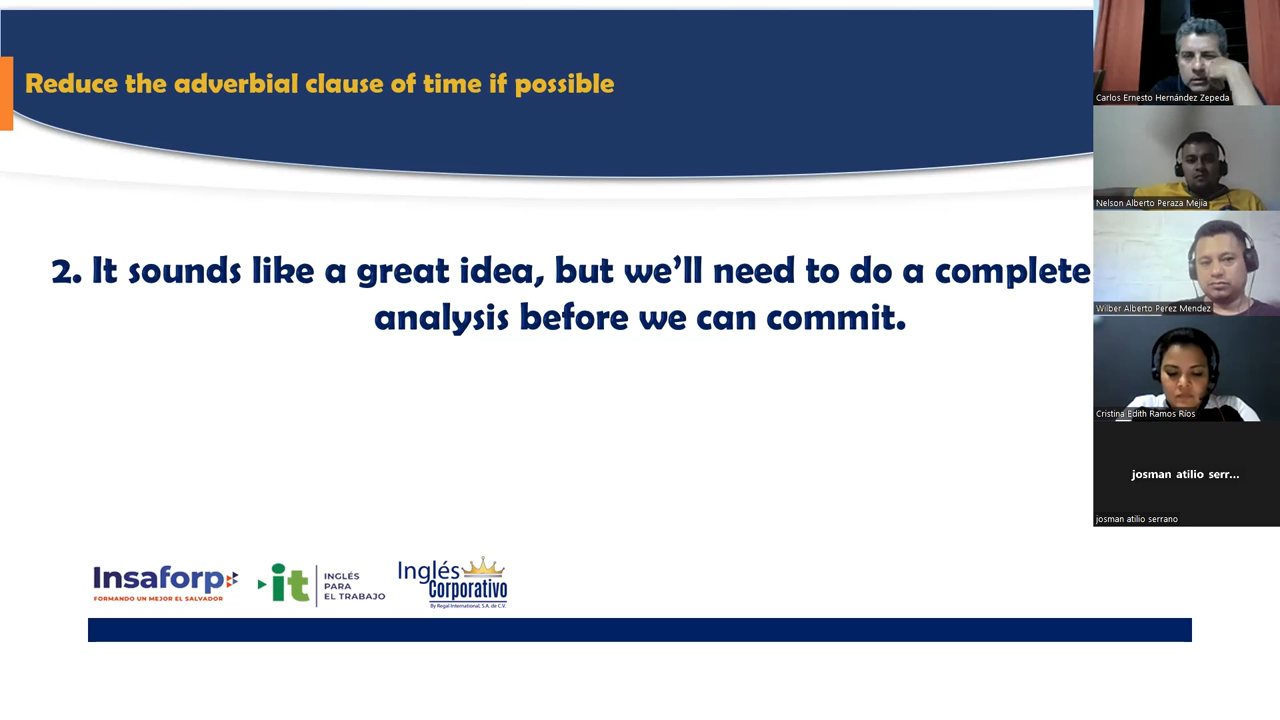 Reduce the adverbial clause of time if possible
2. It sounds like a great idea, but we’ll need to do a complete
analysis before we can commit.
Insaforp
FORMANDO UN MEJOR EL SALVADOR
it
INGLÉS
PARA
EL TRABAJO
Inglés
Corporativo
By Regal International, S.A. de C.V.
Carlos Ernesto Hernández Zepeda
Nelson Alberto Peraza Mejía
Wilber Alberto Perez Mendez
Cristina Edith Ramos Ríos
josman atilio serr...
josman atilio serrano